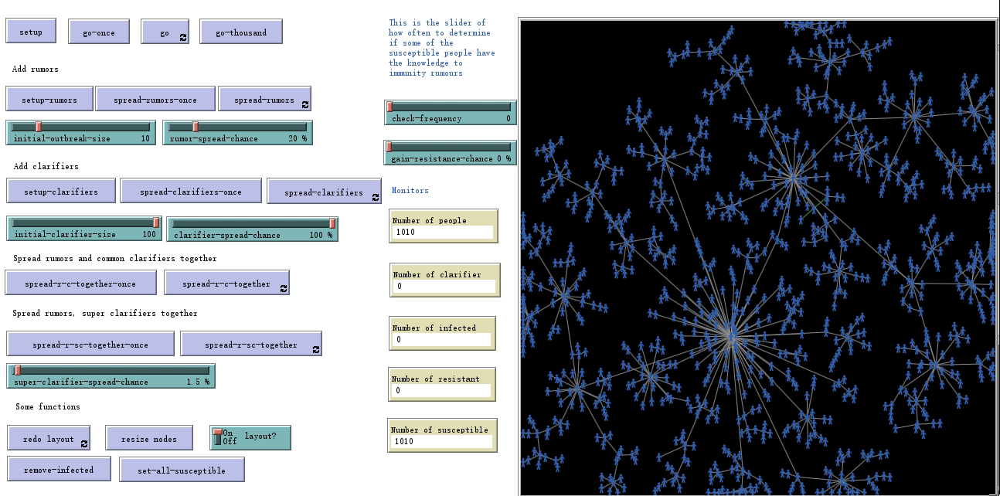 setup
go-once
go
go-thousand
Add rumors
setup-rumors
spread-rumors-once
spread-rumors
initial-outbreak-size 10
rumor-spread-chance 20 %
Add clarifiers
setup-clarifiers
spread-clarifiers-once
spread-clarifiers
initial-clarifier-size 100
clarifier-spread-chance 100 %
Spread rumors and common clarifiers together
spread-r-c-together-once
spread-r-c-together
Spread rumors, super clarifiers together
spread-r-sc-together-once
spread-r-sc-together
super-clarifier-spread-chance 1.5 %
Some functions
redo layout
resize nodes
On
Off
layout?
remove-infected
set-all-susceptible
This is the slider of
how often to determine
if some of the
susceptible people have
the knowledge to
immunity rumours
check-frequency 0
gain-resistance-chance 0 %
Monitors
Number of people
1010
Number of clarifier
0
Number of infected
0
Number of resistant
0
Number of susceptible
1010